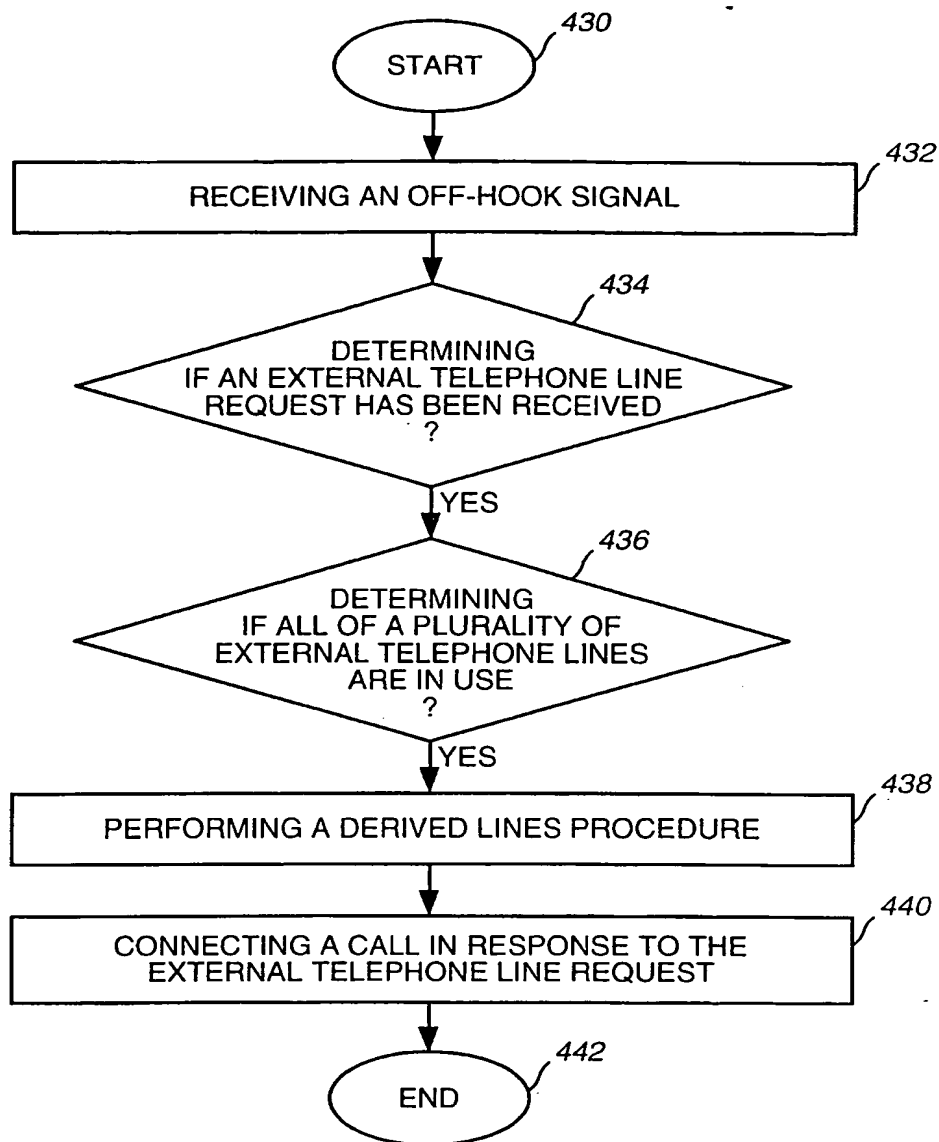 430
START
432
RECEIVING AN OFF-HOOK SIGNAL
434
DETERMINING
IF AN EXTERNAL TELEPHONE LINE
REQUEST HAS BEEN RECEIVED
?
YES
436
DETERMINING
IF ALL OF A PLURALITY OF
EXTERNAL TELEPHONE LINES
ARE IN USE
?
YES
438
PERFORMING A DERIVED LINES PROCEDURE
440
CONNECTING A CALL IN RESPONSE TO THE
EXTERNAL TELEPHONE LINE REQUEST
442
END